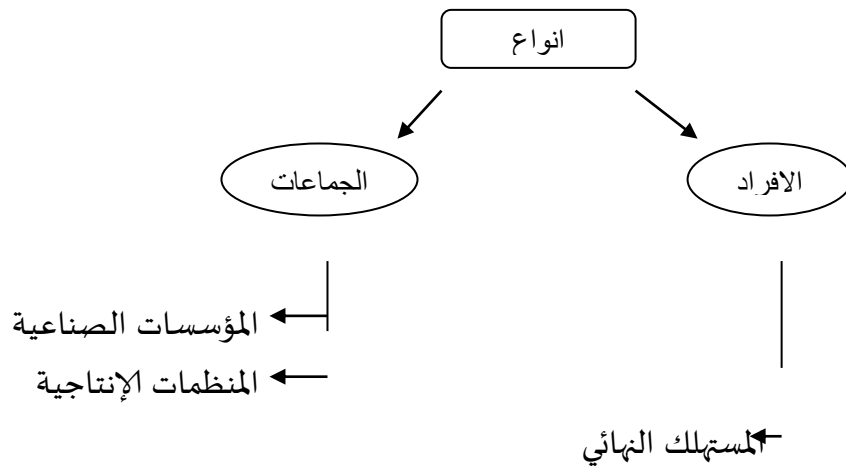 انواع
الافراد
الجماعات
المؤسسات الصناعية
المنظمات الإنتاجية
المستهلك النهائي